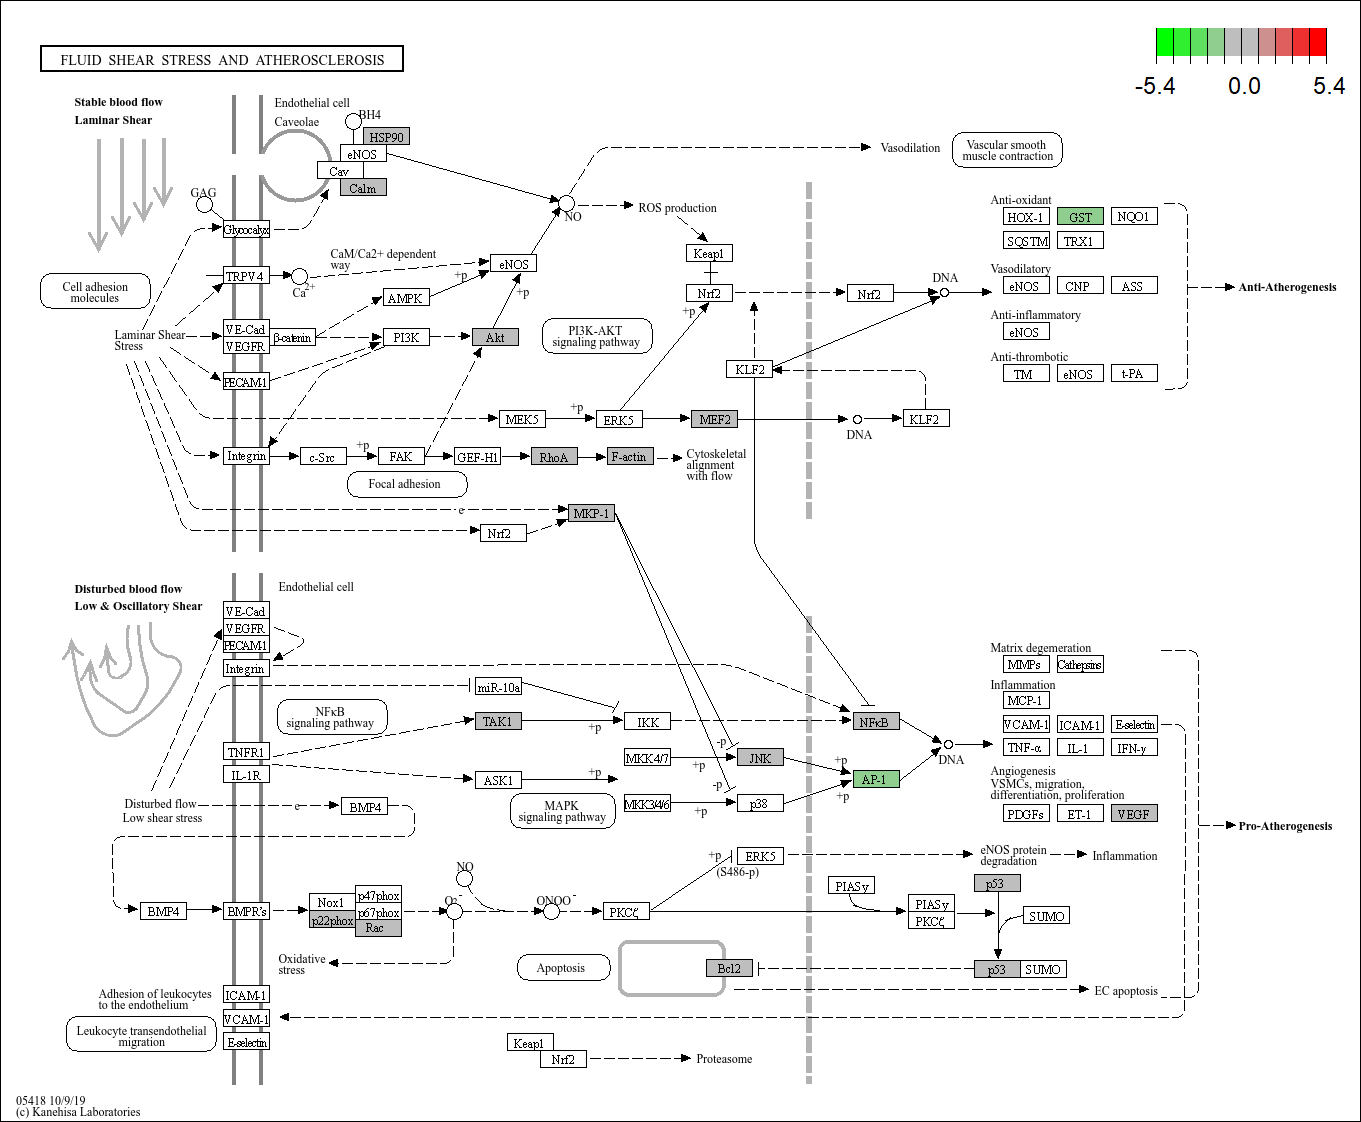 FLUID SHEAR STRESS AND ATHEROSCLEROSIS
-5.4 0.0 5.4
Stable blood flow
Laminar Shear
Endothelial cell
Caveolae
BH4
HSP90
eNOS
Cav
Calm
Vasodilation
Vascular smooth
muscle contraction
GAG
Glycocalyx
NO
ROS production
Keap1
Nrf2
+p
Anti-oxidant
HOX-1 GST NQO1
SQSTM TRX1
Vasodilatory
eNOS CNP ASS
Anti-inflammatory
eNOS
Anti-thrombotic
TM eNOS t-PA
Anti-Atherogenesis
Cell adhesion
molecules
TRPV4
Ca2+
CaM/Ca2+ dependent
way
eNOS
+p
+p
AMPK
Laminar Shear
Stress
VE-Cad
VEGFR
β-catenin
PI3K
Akt
PI3K-AKT
signaling pathway
Nrf2
DNA
KLF2
PECAM-1
MEK5
+p
ERK5
MEF2
DNA
KLF2
Integrin
c-Src
+p
FAK
GEF-H1
RhoA
F-actin
Cytoskeletal
alignment
with flow
Focal adhesion
e
MKP-1
Nrf2
Disturbed blood flow
Low & Oscillatory Shear
Endothelial cell
VE-Cad
VEGFR
PECAM-1
Integrin
miR-10a
NFκB
signaling pathway
TAK1
+p
IKK
NFκB
TNFR1
IL-1R
MKK4/7
+p
-p
JNK
+p
AP-1
+p
DNA
ASK1
+p
MAPK
signaling pathway
MKK3/4/6
+p
-p
p38
Matrix degeneration
MMPs Cathepsins
Inflammation
MCP-1
VCAM-1 ICAM-1 E-selectin
TNF-α IL-1 IFN-γ
Angiogenesis
VSMCs, migration,
differentiation, proliferation
PDGFs ET-1 VEGF
Pro-Atherogenesis
Disturbed flow
Low shear stress
e
BMP4
+p
(S486-p)
ERK5
eNOS protein
degradation
Inflammation
BMP4
BMPR's
Nox1
p22phox
p47phox
p67phox
Rac
NO
O2-
ONOO-
PKCζ
PIASy
PIASy
PKCζ
p53
SUMO
Oxidative
stress
Apoptosis
Bcl2
p53 SUMO
EC apoptosis
Adhesion of leukocytes
to the endothelium
ICAM-1
VCAM-1
E-selectin
Leukocyte transendothelial
migration
Keap1
Nrf2
Proteasome
05418 10/9/19
(c) Kanehisa Laboratories